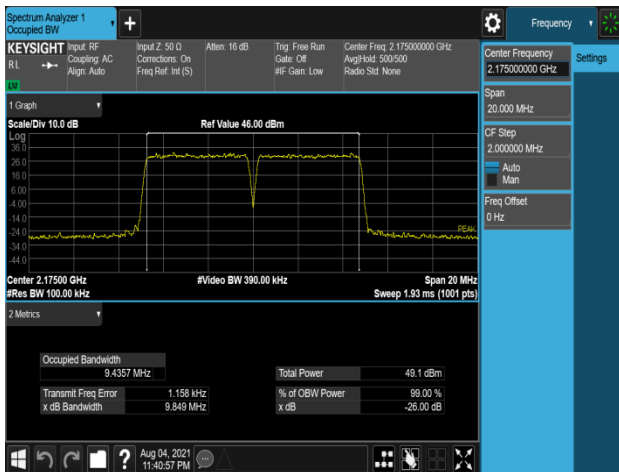 Spectrum Analyzer 1
Occupied BW
+
Frequency
KEYSIGHT
RL
Input: RF
Coupling: AC
Align: Auto
Input Z: 50 Ω
Corrections: On
Freq Ref: Int (S)
Atten: 16 dB
Trig: Free Run
Gate: Off
#IF Gain: Low
Center Freq: 2.175000000 GHz
Avg|Hold: 500/500
Radio Std: None
Center Frequency
2.175000000 GHz
Settings
Span
20.000 MHz
CF Step
2.000000 MHz
Auto
Man
Freq Offset
0 Hz
1 Graph
Scale/Div 10.0 dB
Ref Value 46.00 dBm
Log
36.0
26.0
16.0
6.00
-4.00
-14.0
-24.0
-34.0
-44.0
PEAK
Center 2.17500 GHz
#Video BW 390.00 kHz
Span 20 MHz
#Res BW 100.00 kHz
Sweep 1.93 ms (1001 pts)
2 Metrics
Occupied Bandwidth
9.4357 MHz
Total Power 49.1 dBm
Transmit Freq Error 1.158 kHz
% of OBW Power 99.00 %
x dB Bandwidth 9.849 MHz
x dB -26.00 dB
?
Aug 04, 2021
11:40:57 PM